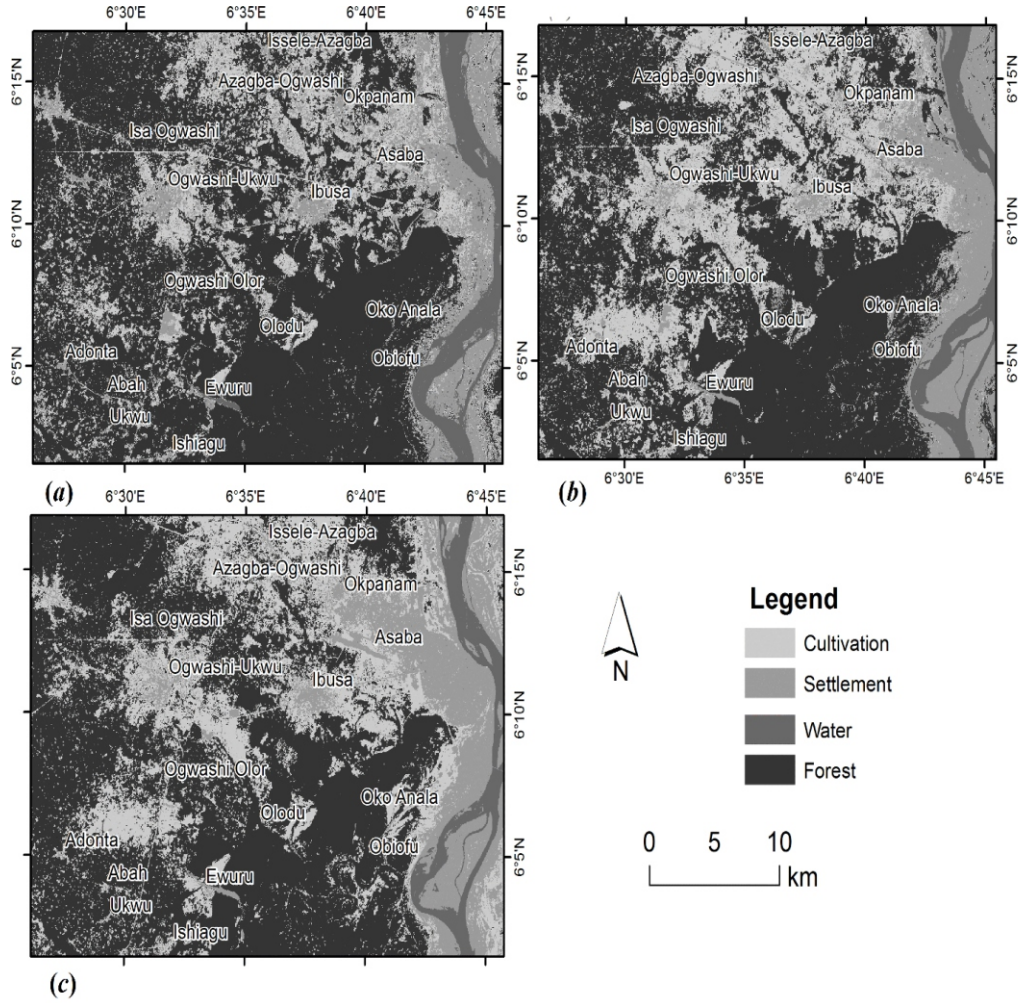 6°30'E 6°35'E 6°40'E 6°45'E
6°30'E 6°35'E 6°40'E 6°45'E
Issele-Azagba
6°15'N
Azagba-Ogwashi
Okpanam
Isa Ogwashi
Asaba
Ogwashi-Ukwu
Ibusa
6°10'N
Ogwashi Olor
Oko Anala
Olodu
Adonta
Obiofu
6°5'N
Abah
Ewuru
Ukwu
Ishiagu
Issele-Azagba
6°15'N
6°15'N
Azagba-Ogwashi
Okpanam
Isa Ogwashi
Asaba
Ogwashi-Ukwu
Ibusa
6°10'N
6°10'N
Ogwashi Olor
Oko Anala
Olodu
Adonta
Obiofu
6°5'N
6°5'N
Abah
Ewuru
Ukwu
Ishiagu
(a)
6°30'E 6°35'E 6°40'E 6°45'E
(b)
6°30'E 6°35'E 6°40'E 6°45'E
Issele-Azagba
Azagba-Ogwashi
6°15'N
Okpanam
Isa Ogwashi
Asaba
Ogwashi-Ukwu
Ibusa
6°10'N
Ogwashi Olor
Oko Anala
Olodu
Adonta
Obiofu
6°5'N
Abah
Ewuru
Ukwu
Ishiagu
(c)
N
Legend
Cultivation
Settlement
Water
Forest
0 5 10
km